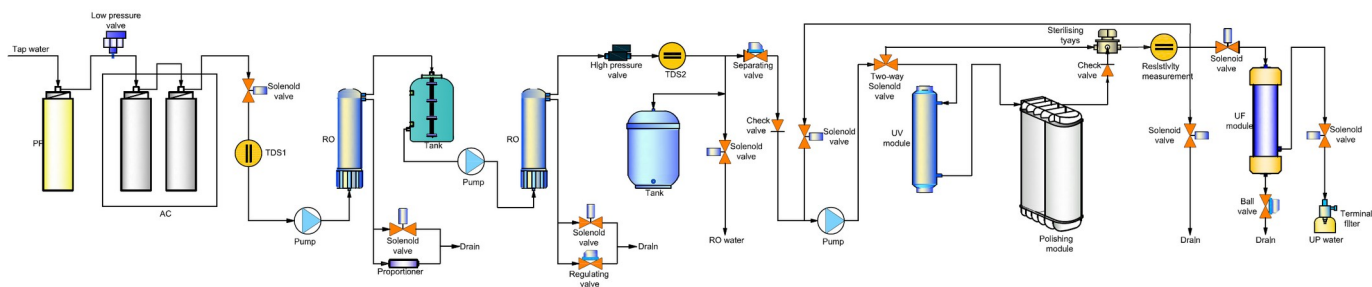 Low pressure
valve
Tap water
PF
AC
Solenoid
valve
TDS1
Pump
RO
Solenoid
valve
Proportioner
Drain
Tank
Pump
RO
Solenoid
valve
Regulating
valve
Drain
High pressure
valve
TDS2
Separating
valve
Tank
Solenoid
valve
RO water
Check
valve
Solenoid
valve
Pump
Two-way
Solenoid valve
UV
module
Sterilising
tyays
Check
valve
Polishing
module
Resistivity
measurement
Solenoid
valve
Solenoid
valve
Drain
UF
module
Ball
valve
Drain
Solenoid
valve
Terminal
filter
UP water